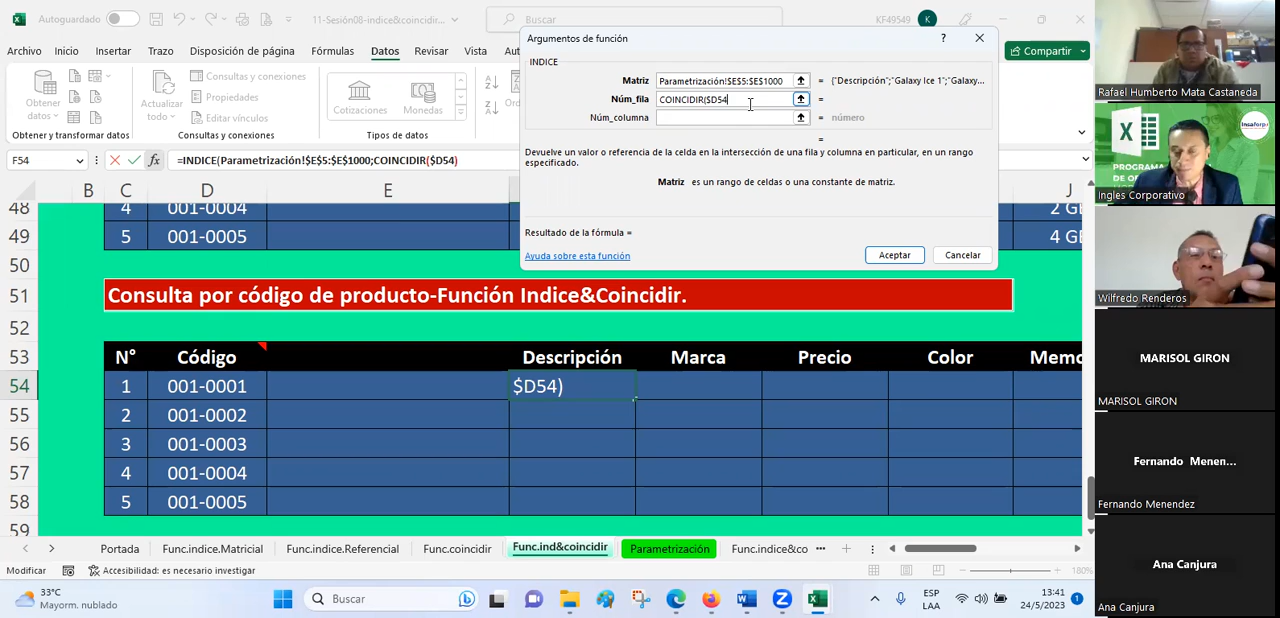 Autoguardado
11-Sesión08-indice&coincidir...
Buscar
KF49549
K
Archivo Inicio Insertar Trazo Disposición de página Fórmulas Datos Revisar Vista Aut
Compartir
Obtener datos
Obtener y transformar datos
Actualizar todo
Consultas y conexiones
Propiedades
Editar vínculos
Consultas y conexiones
Cotizaciones
Monedas
Tipos de datos
Argumentos de función
? 
INDICE
Matriz Parametrización!$E$5:$E$1000 = {"Descripción";"Galaxy Ice 1";"Galaxy...
Núm_fila COINCIDIR($D54 =
Núm_columna = número
=
Devuelve un valor o referencia de la celda en la intersección de una fila y columna en particular, en un rango
especificado.
Matriz es un rango de celdas o una constante de matriz.
Resultado de la fórmula =
Ayuda sobre esta función
Aceptar
Cancelar
F54
fx
=INDICE(Parametrización!$E$5:$E$1000;COINCIDIR($D54)
B C D E J
48 4 001-0004 2 GB
49 5 001-0005 4 GB
50
51 Consulta por código de producto-Función Indice&Coincidir.
52
53 N° Código Descripción Marca Precio Color Memo
54 1 001-0001 $D54)
55 2 001-0002
56 3 001-0003
57 4 001-0004
58 5 001-0005
59
Portada Func.indice.Matricial Func.indice.Referencial Func.coincidir Func.ind&coincidir Parametrización Func.indice&co ...
Modificar
Accesibilidad: es necesario investigar
180%
33°C
Mayorm. nublado
Buscar
ESP
LAA
13:41
24/5/2023
1
Rafael Humberto Mata Castaneda
Insaforp
PROGRAMA
DE
Ingles Corporativo
Wilfredo Renderos
MARISOL GIRON
MARISOL GIRON
Fernando Menen...
Fernando Menendez
Ana Canjura
Ana Canjura